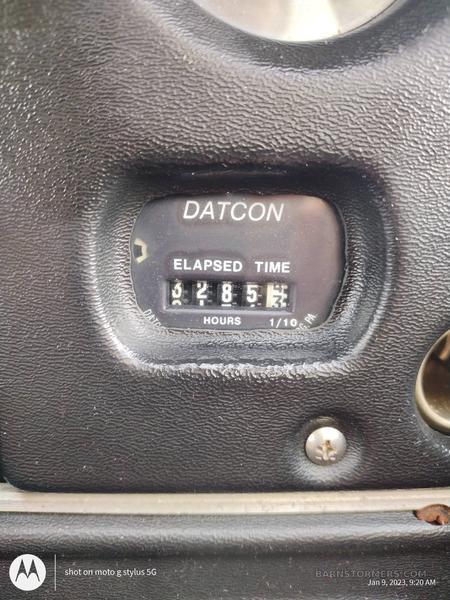 DATCON
ELAPSED TIME
3285
HOURS 1/10
shot on moto g stylus 5G
BARNSTORMERS.COM
Jan 9, 2023, 9:20 AM